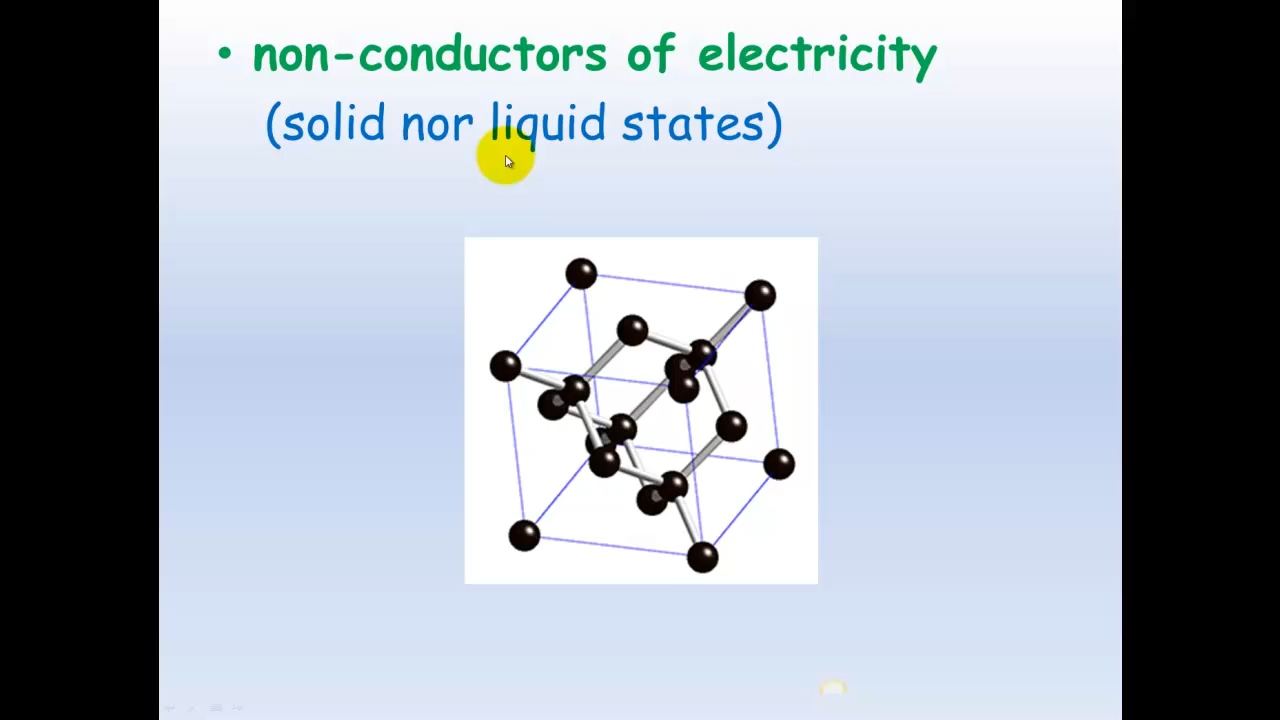 • non-conductors of electricity
(solid nor liquid states)